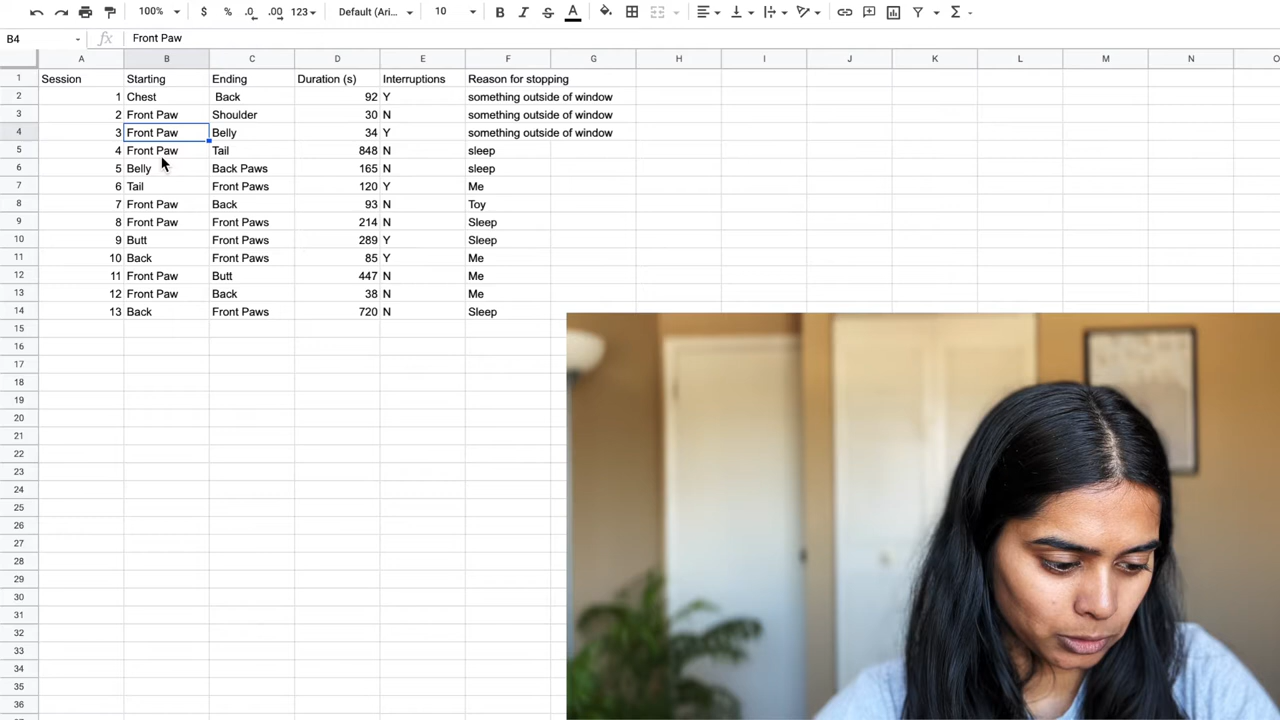 100% $ % .0 .00 123 Default (Ari... 10 B I S A
B4 fx Front Paw
A B C D E F G H I J K L M N O
1 Session Starting Ending Duration (s) Interruptions Reason for stopping
2 1 Chest Back 92 Y something outside of window
3 2 Front Paw Shoulder 30 N something outside of window
4 3 Front Paw Belly 34 Y something outside of window
5 4 Front Paw Tail 848 N sleep
6 5 Belly Back Paws 165 N sleep
7 6 Tail Front Paws 120 Y Me
8 7 Front Paw Back 93 N Toy
9 8 Front Paw Front Paws 214 N Sleep
10 9 Butt Front Paws 289 Y Sleep
11 10 Back Front Paws 85 Y Me
12 11 Front Paw Butt 447 N Me
13 12 Front Paw Back 38 N Me
14 13 Back Front Paws 720 N Sleep
15
16
17
18
19
20
21
22
23
24
25
26
27
28
29
30
31
32
33
34
35
36